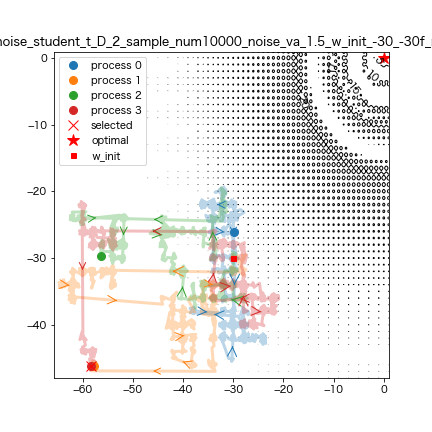 noise_student_t_D_2_sample_num10000_noise_va_1.5_w_init_-30_-30f_
process 0
process 1
process 2
process 3
selected
optimal
w_init
0
−10
−20
−30
−40
−60
−50
−40
−30
−20
−10
0
10